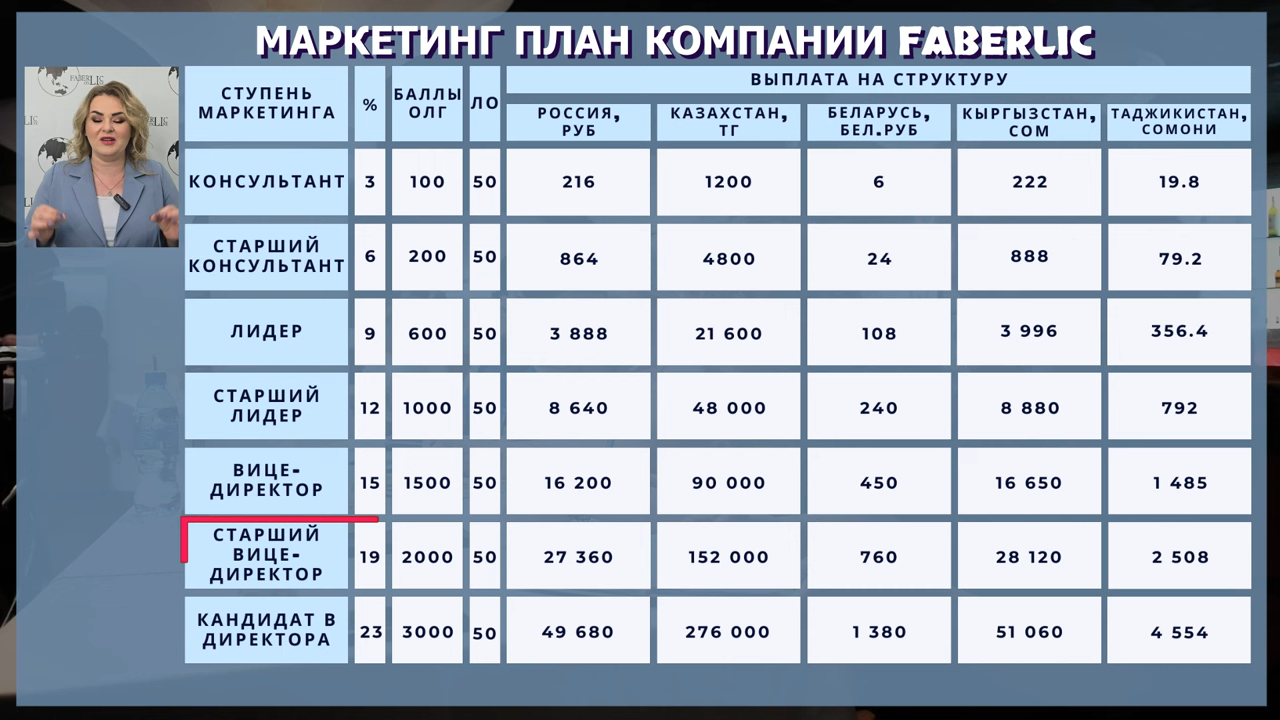 МАРКЕТИНГ ПЛАН КОМПАНИИ FABERLIC
СТУПЕНЬ
МАРКЕТИНГА
%
БАЛЛЫ
ОЛГ
ЛО
ВЫПЛАТА НА СТРУКТУРУ
РОССИЯ,
РУБ
КАЗАХСТАН,
ТГ
БЕЛАРУСЬ,
БЕЛ.РУБ
КЫРГЫЗСТАН,
СОМ
ТАДЖИКИСТАН,
СОМОНИ
КОНСУЛЬТАНТ 3 100 50 216 1200 6 222 19.8
СТАРШИЙ
КОНСУЛЬТАНТ 6 200 50 864 4800 24 888 79.2
ЛИДЕР 9 600 50 3 888 21 600 108 3 996 356.4
СТАРШИЙ
ЛИДЕР 12 1000 50 8 640 48 000 240 8 880 792
ВИЦЕ-
ДИРЕКТОР 15 1500 50 16 200 90 000 450 16 650 1 485
СТАРШИЙ
ВИЦЕ-
ДИРЕКТОР 19 2000 50 27 360 152 000 760 28 120 2 508
КАНДИДАТ В
ДИРЕКТОРА 23 3000 50 49 680 276 000 1 380 51 060 4 554